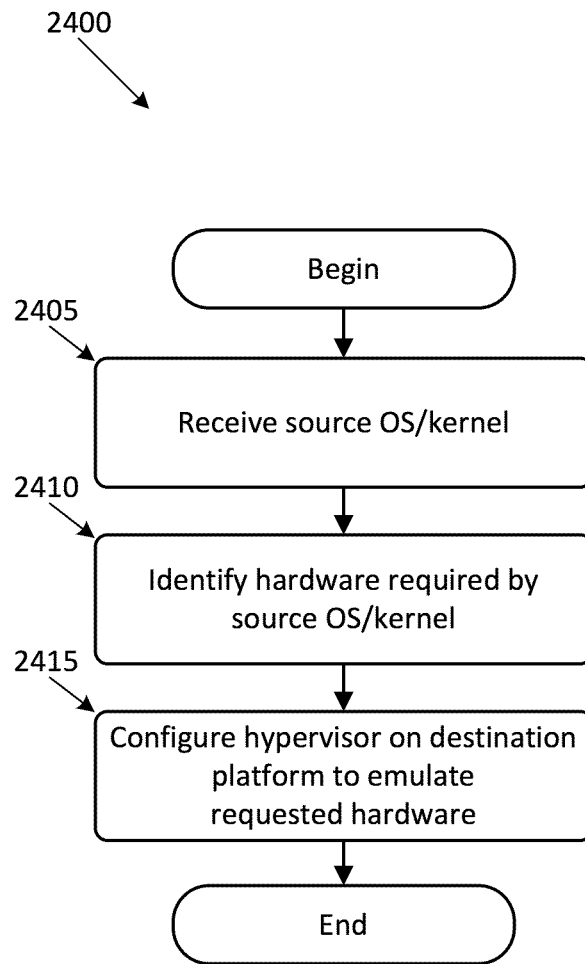 2400
Begin
2405
Receive source OS/kernel
2410
Identify hardware required by
source OS/kernel
2415
Configure hypervisor on destination
platform to emulate
requested hardware
End